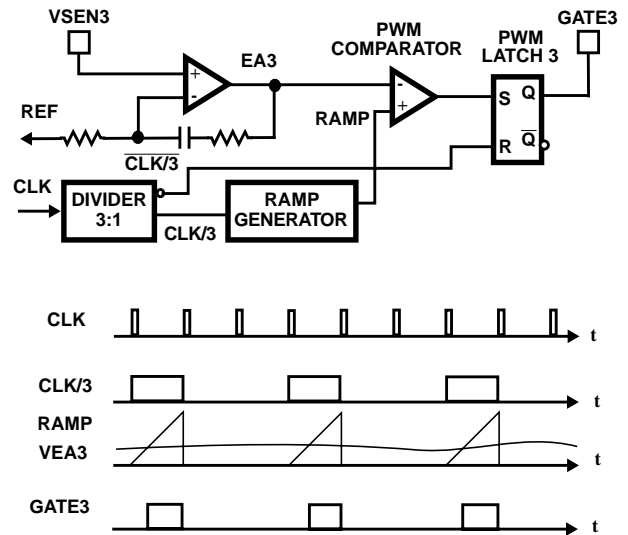 VSEN3
GATE3
PWM
COMPARATOR
PWM
LATCH 3
EA3
+
-
-
+
S Q
R Q̅
REF
RAMP
C̅L̅K̅/̅3̅
CLK
DIVIDER
3:1
RAMP
GENERATOR
CLK/3
CLK
t
CLK/3
t
RAMP
VEA3
t
GATE3
t